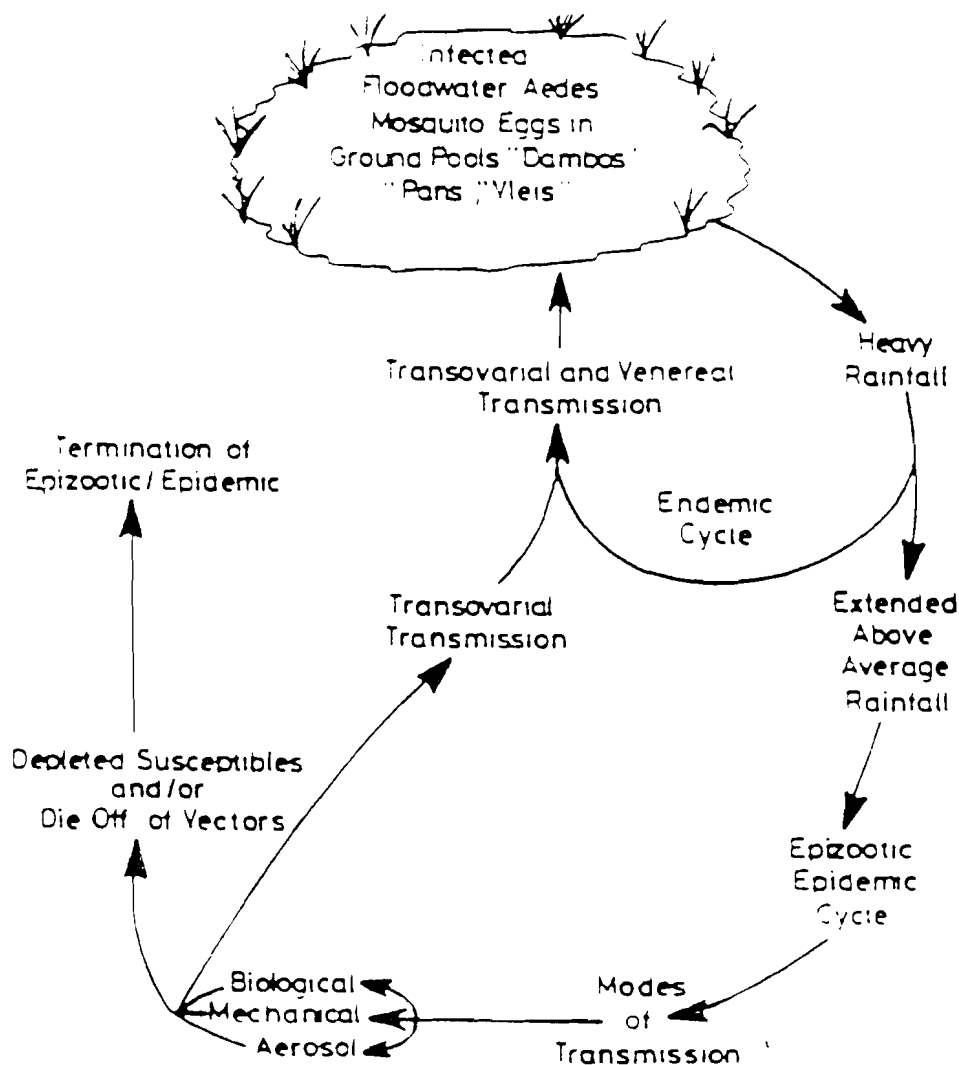 Infected
Floodwater Aedes
Mosquito Eggs in
Ground Pools "Dambos"
"Pans","Vleis"
Heavy
Rainfall
Transovarial and Venereal
Transmission
Termination of
Epizootic/Epidemic
Endemic
Cycle
Transovarial
Transmission
Extended
Above
Average
Rainfall
Depleted Susceptibles
and/or
Die Off of Vectors
Epizootic
Epidemic
Cycle
Biological
Mechanical
Aerosol
Modes
of
Transmission